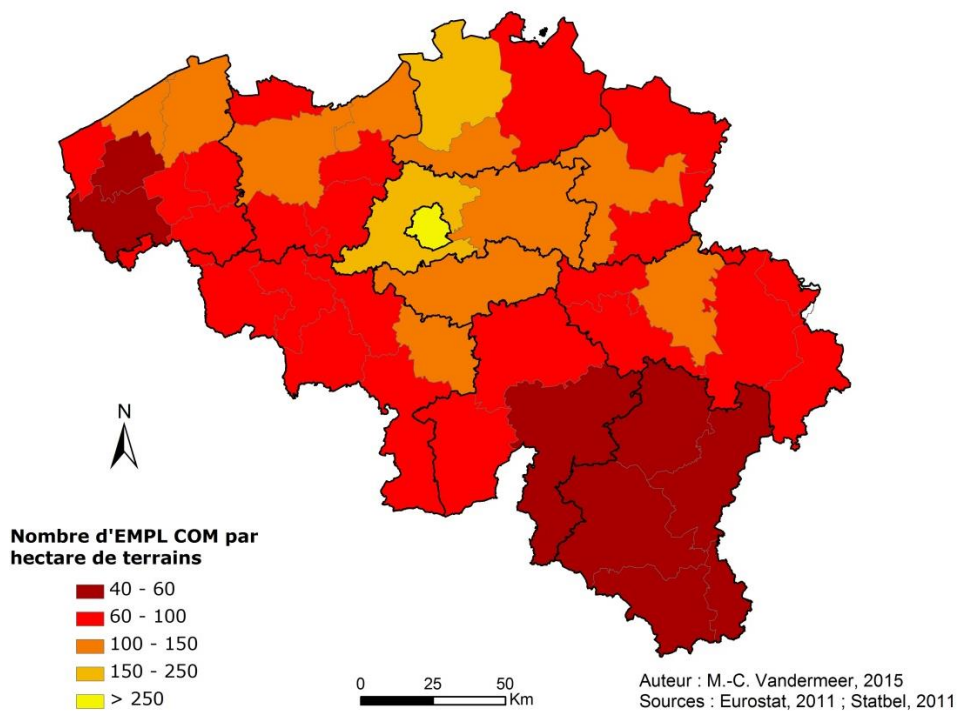 N
Nombre d'EMPL COM par
hectare de terrains
40 - 60
60 - 100
100 - 150
150 - 250
> 250
0 25 50
Km
Auteur : M.-C. Vandermeer, 2015
Sources : Eurostat, 2011 ; Statbel, 2011